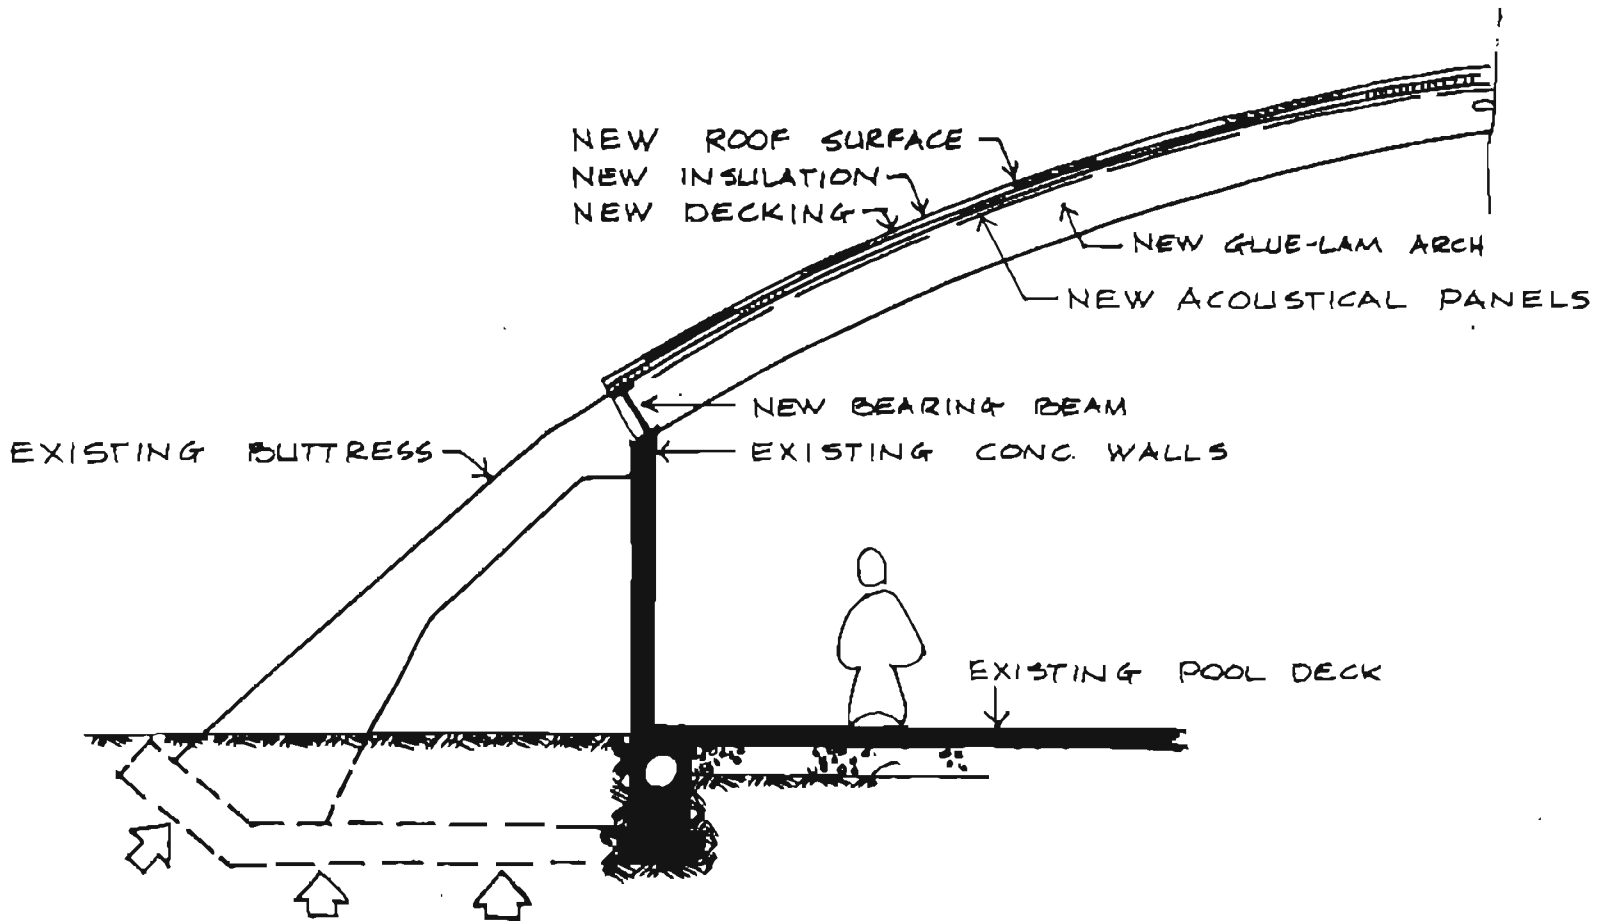 NEW ROOF SURFACE
NEW INSULATION
NEW DECKING
NEW GLUE-LAM ARCH
NEW ACOUSTICAL PANELS
NEW BEARING BEAM
EXISTING BUTTRESS
EXISTING CONC. WALLS
EXISTING POOL DECK